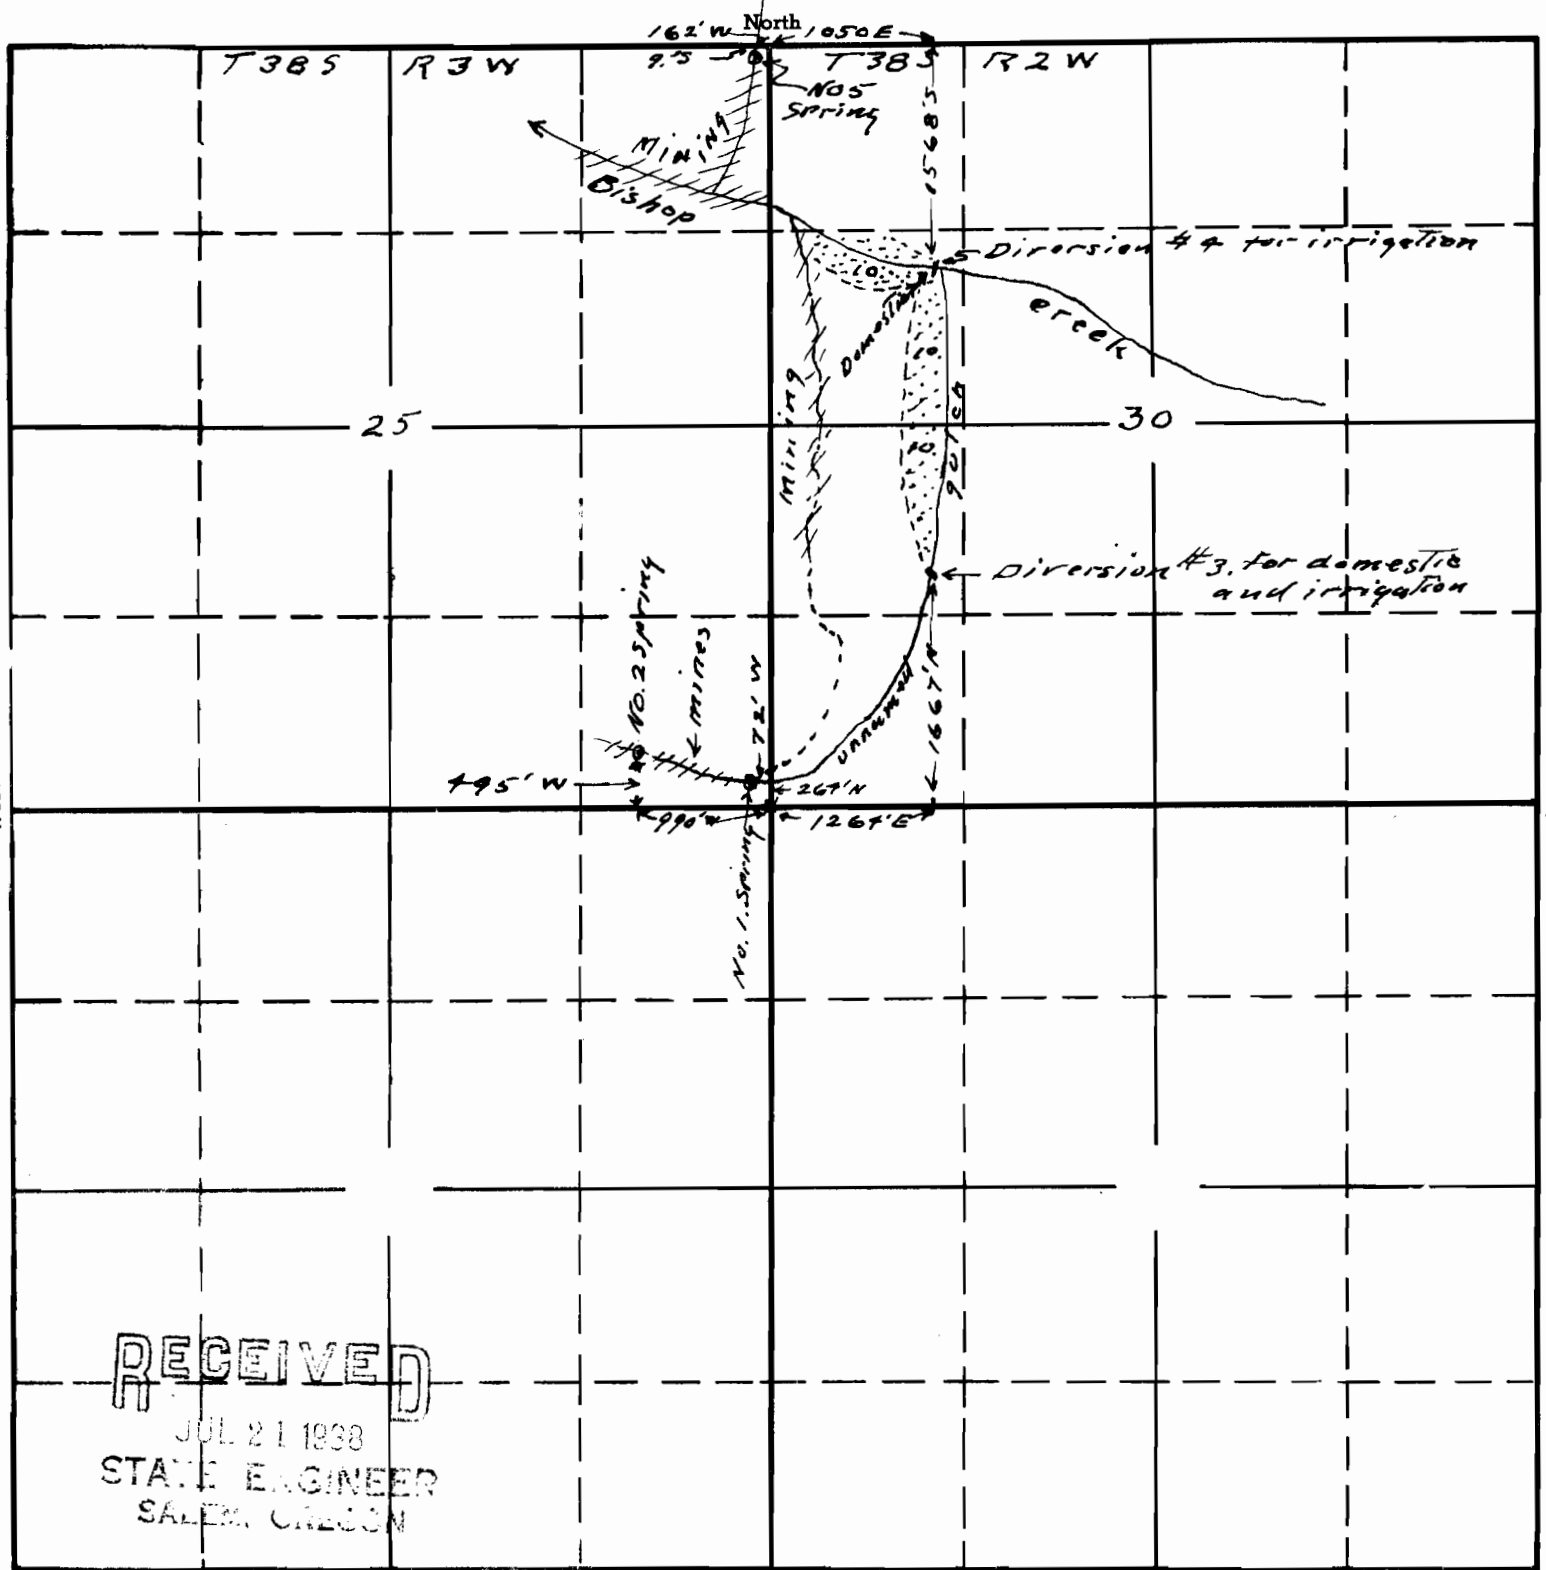 North
162' W 1050 E
T 38 S R 3 W
T 38 S R 2 W
No 5
Spring
1568' S
Mining
Bishop
Diversion #4 for irrigation
10
Domestic
creek
10
Mining
25
30
10
gulch
Diversion #3. for domestic
and irrigation
No. 2 Spring
mines
72' W
unnamed
1667' N
495' W
264' N
990' W
1264' E
No. 1. Spring
RECEIVED
JUL 21 1938
STATE ENGINEER
SALEM, OREGON